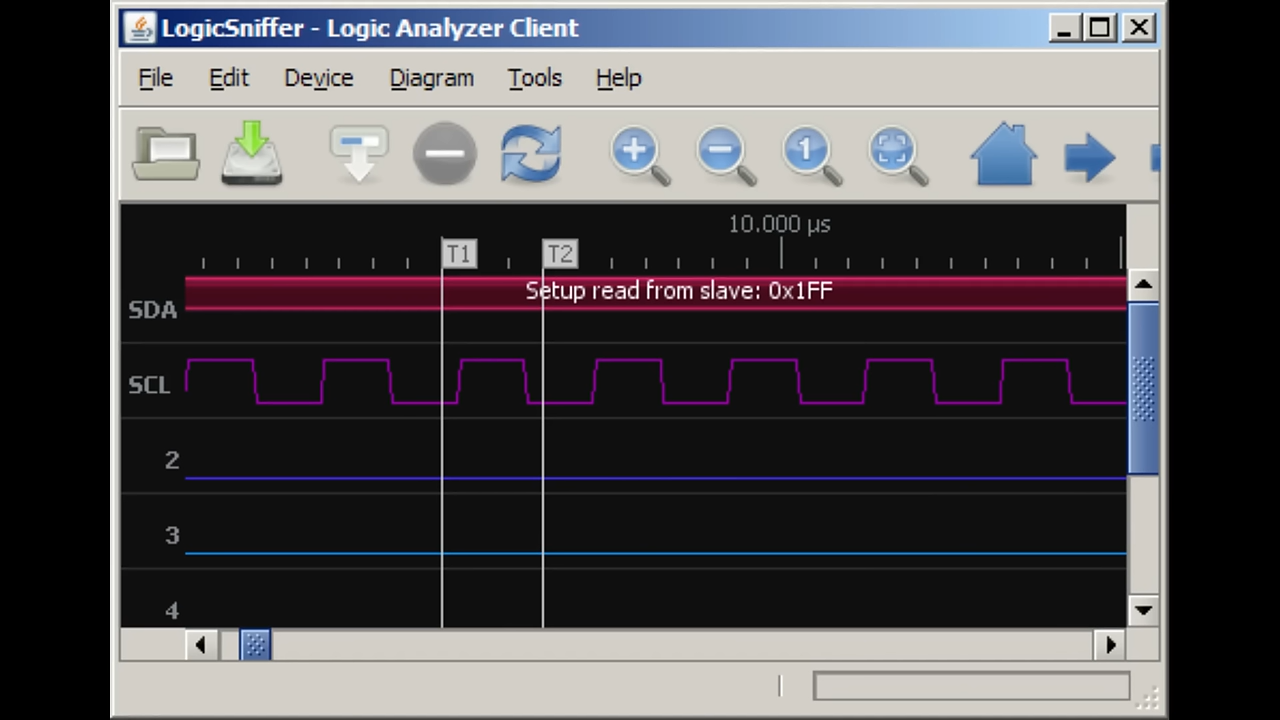 LogicSniffer - Logic Analyzer Client
File Edit Device Diagram Tools Help
1
10.000 µs
T1 T2
Setup read from slave: 0x1FF
SDA
SCL
2
3
4